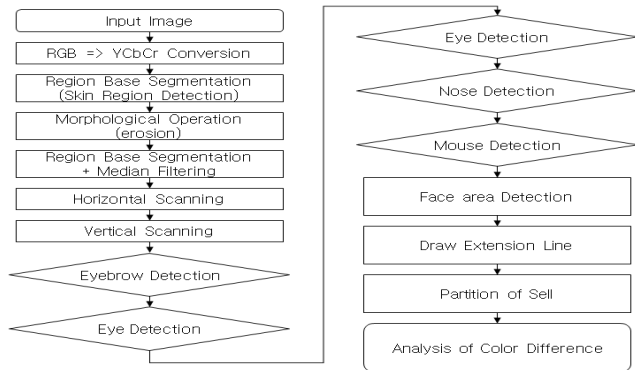 Input Image
RGB => YCbCr Conversion
Region Base Segmentation
(Skin Region Detection)
Morphological Operation
(erosion)
Region Base Segmentation
+ Median Filtering
Horizontal Scanning
Vertical Scanning
Eyebrow Detection
Eye Detection
Eye Detection
Nose Detection
Mouse Detection
Face area Detection
Draw Extension Line
Partition of Sell
Analysis of Color Difference